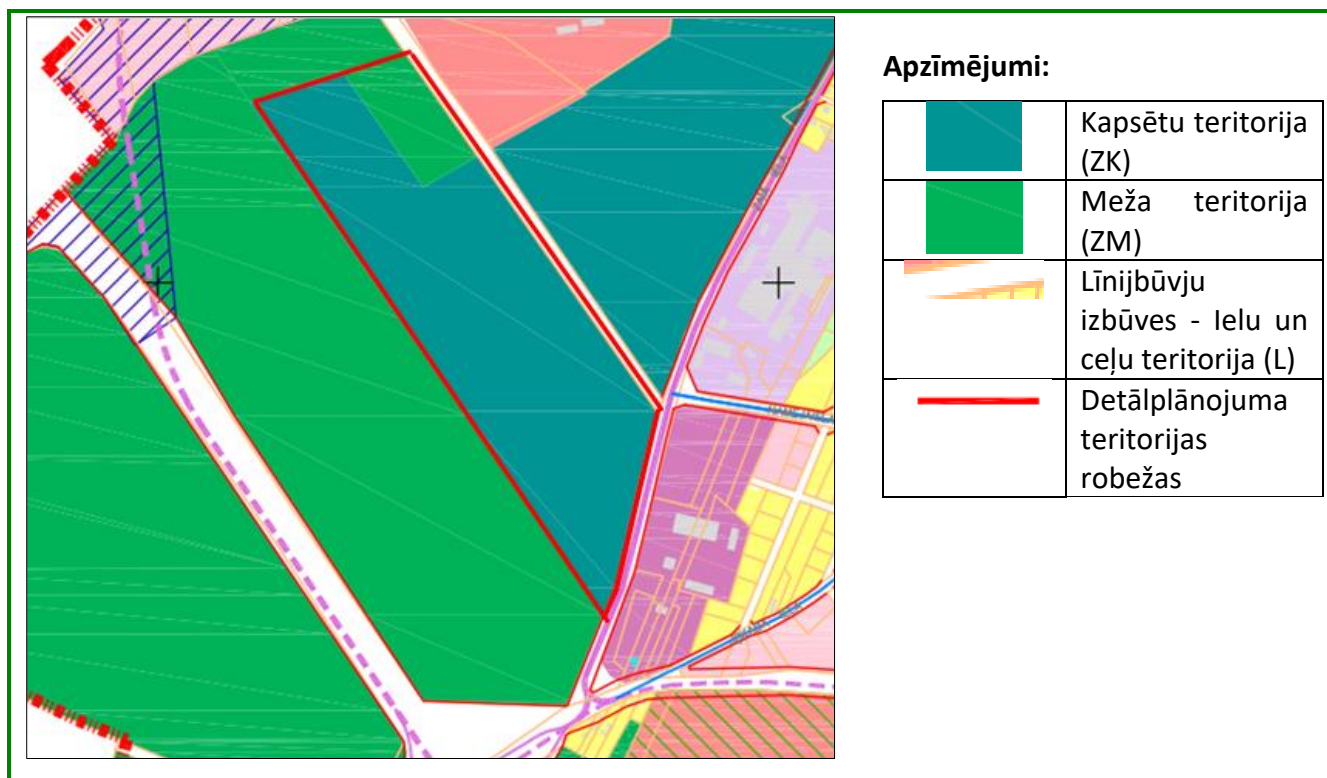 Apzīmējumi:
Kapsētu teritorija
(ZK)
Meža teritorija
(ZM)
Līnijbūvju
izbūves - Ielu un
ceļu teritorija (L)
Detālplānojuma
teritorijas
robežas